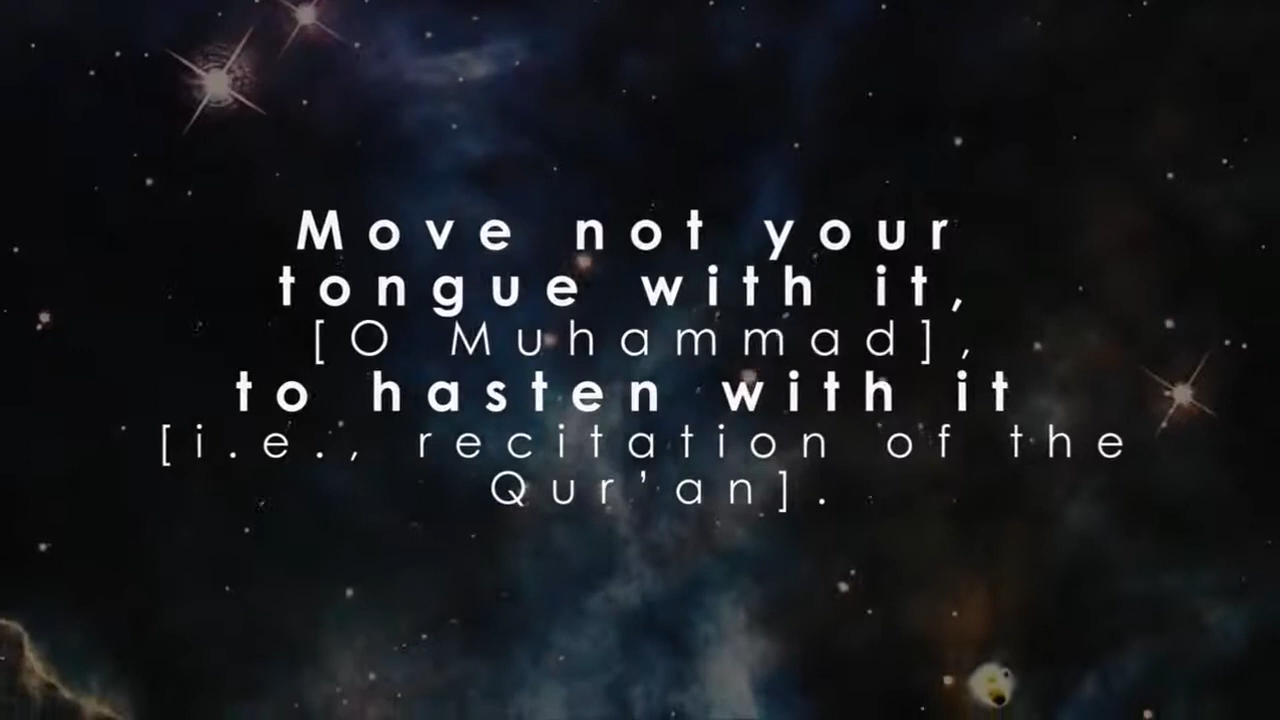 Move not your
tongue with it,
[O Muhammad],
to hasten with it
[i.e., recitation of the
Qur'an].